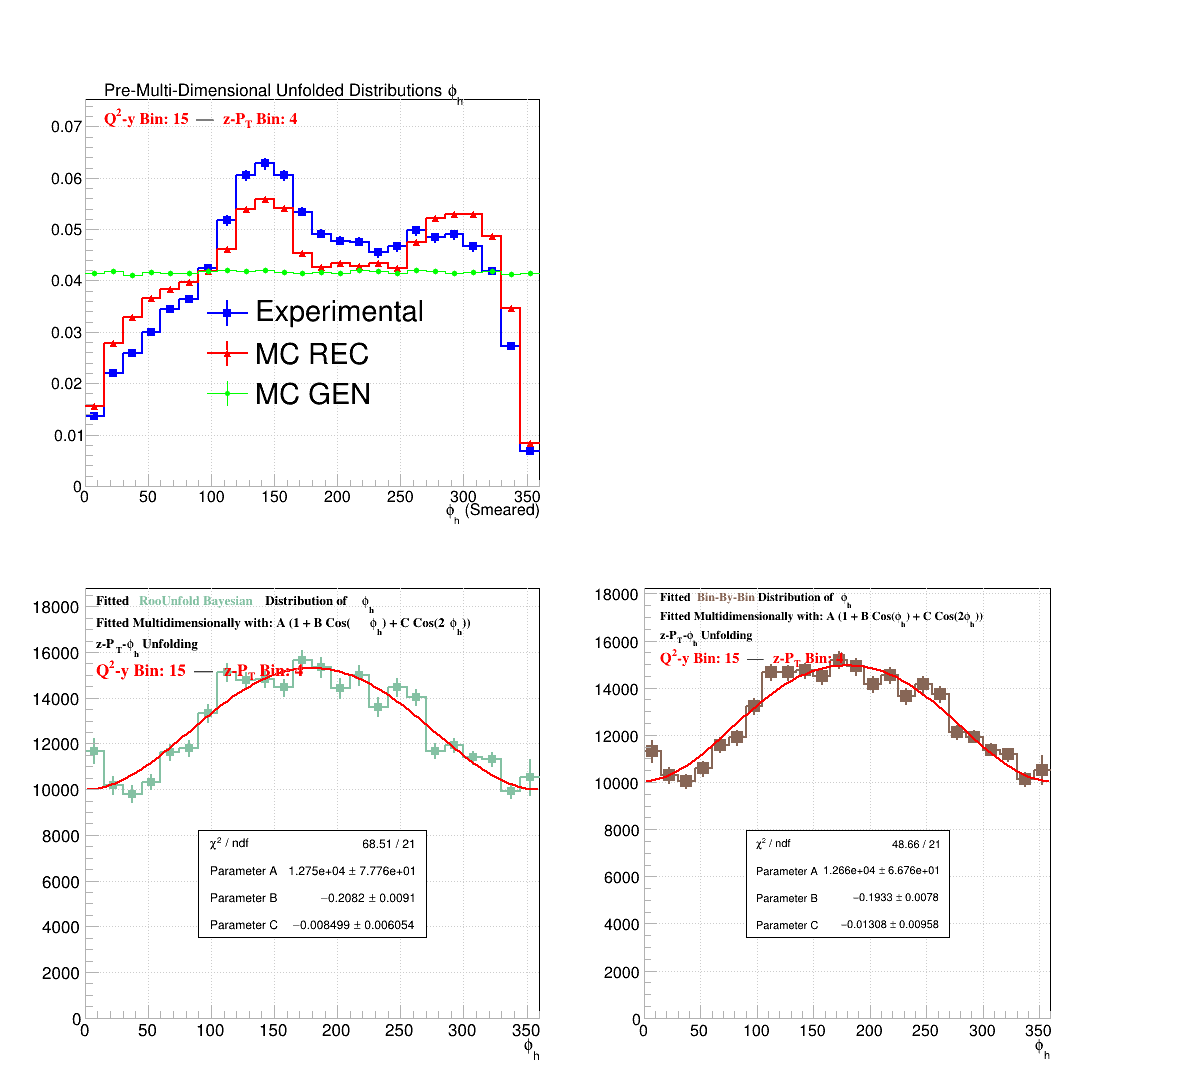 Pre-Multi-Dimensional Unfolded Distributions ϕh
Q²-y Bin: 15 — z-PT Bin: 4
0.07
0.06
0.05
0.04
0.03
0.02
0.01
0
Experimental
MC REC
MC GEN
0 50 100 150 200 250 300 350
ϕh (Smeared)
Fitted RooUnfold Bayesian Distribution of ϕh
Fitted Multidimensionally with: A (1 + B Cos( ϕh) + C Cos(2 ϕh))
z-PT-ϕh Unfolding
Q²-y Bin: 15 — z-PT Bin: 4
18000
16000
14000
12000
10000
8000
6000
4000
2000
0
χ² / ndf 68.51 / 21
Parameter A 1.275e+04 ± 7.776e+01
Parameter B −0.2082 ± 0.0091
Parameter C −0.008499 ± 0.006054
0 50 100 150 200 250 300 350
ϕh
Fitted Bin-By-Bin Distribution of ϕh
Fitted Multidimensionally with: A (1 + B Cos(ϕh) + C Cos(2ϕh))
z-PT-ϕh Unfolding
Q²-y Bin: 15 — z-PT Bin: 4
18000
16000
14000
12000
10000
8000
6000
4000
2000
0
χ² / ndf 48.66 / 21
Parameter A 1.266e+04 ± 6.676e+01
Parameter B −0.1933 ± 0.0078
Parameter C −0.01308 ± 0.00958
0 50 100 150 200 250 300 350
ϕh